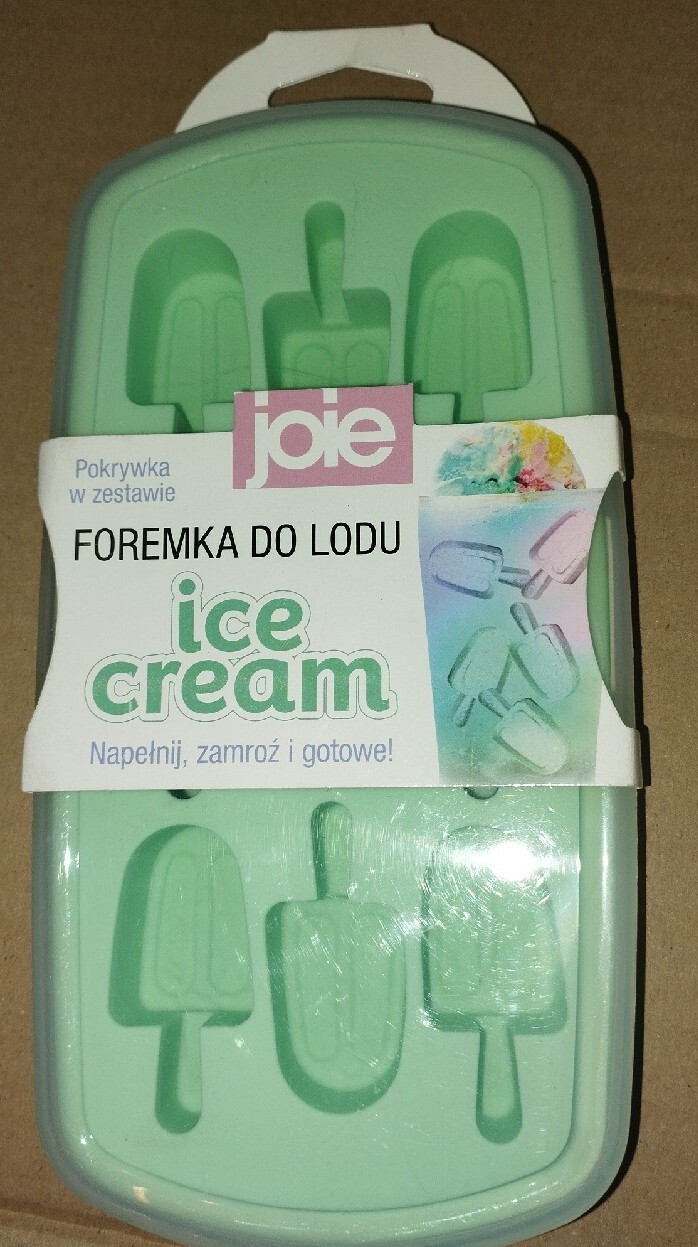 joie
Pokrywka
w zestawie
FOREMKA DO LODU
ice
cream
Napełnij, zamroź i gotowe!